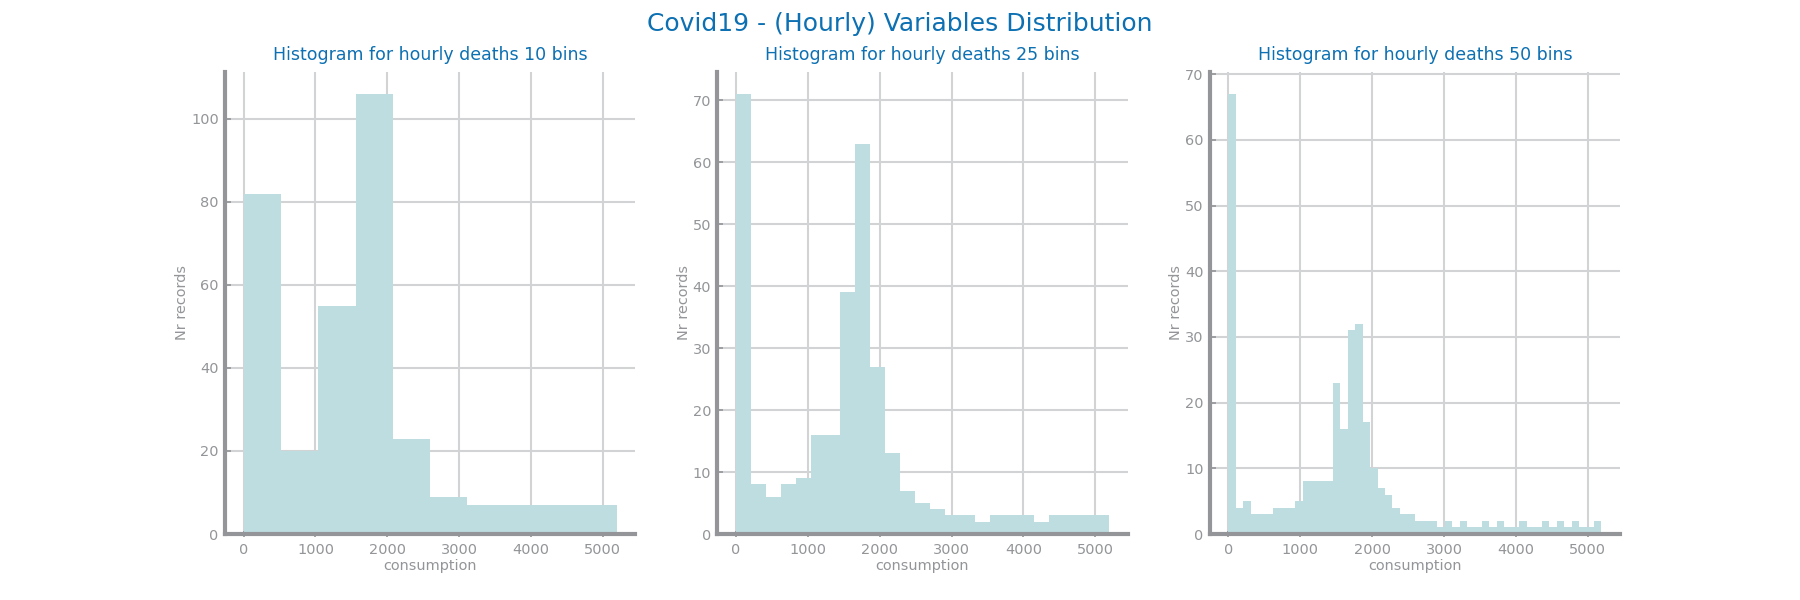 Covid19 - (Hourly) Variables Distribution
Histogram for hourly deaths 10 bins
Nr records
100
80
60
40
20
0
0 1000 2000 3000 4000 5000
consumption
Histogram for hourly deaths 25 bins
Nr records
70
60
50
40
30
20
10
0
0 1000 2000 3000 4000 5000
consumption
Histogram for hourly deaths 50 bins
Nr records
70
60
50
40
30
20
10
0
0 1000 2000 3000 4000 5000
consumption